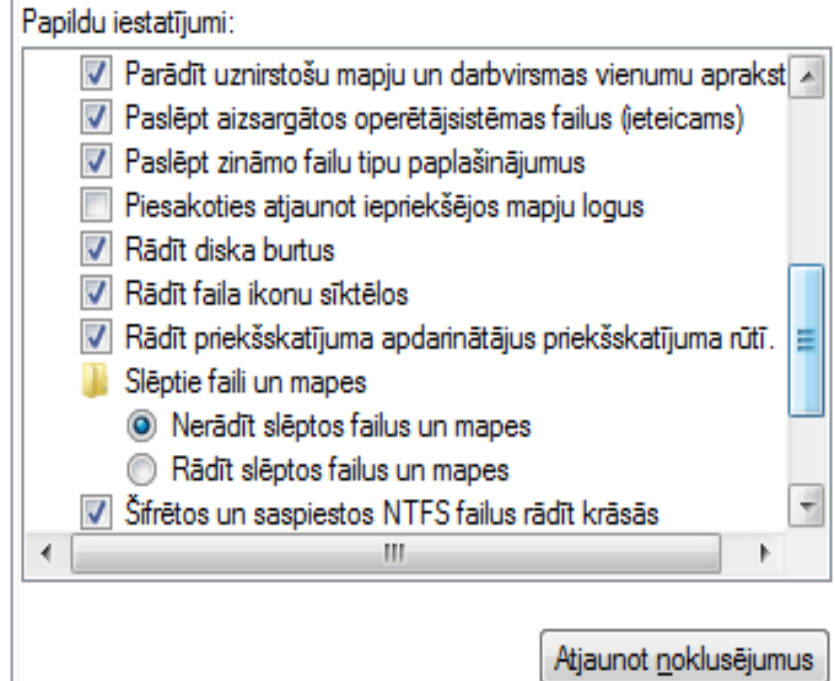 Papildu iestatījumi:
Parādīt uznirstošu mapju un darbvirsmas vienumu aprakst
Paslēpt aizsargātos operētājsistēmas failus (ieteicams)
Paslēpt zināmo failu tipu paplašinājumus
Piesakoties atjaunot iepriekšējos mapju logus
Rādīt diska burtus
Rādīt faila ikonu sīktēlos
Rādīt priekšskatījuma apdarinātājus priekšskatījuma rūtī.
Slēptie faili un mapes
Nerādīt slēptos failus un mapes
Rādīt slēptos failus un mapes
Šifrētos un saspiestos NTFS failus rādīt krāsās
Atjaunot noklusējumus